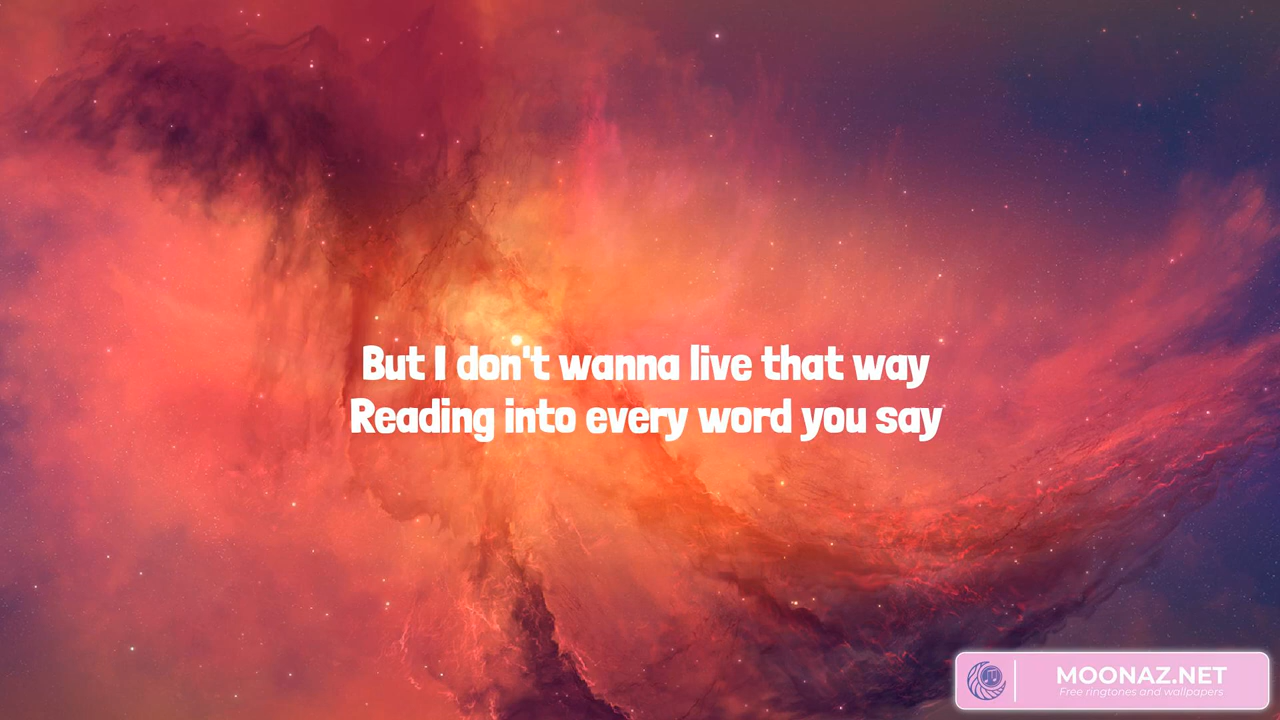 But I don't wanna live that way
Reading into every word you say
MOONAZ.NET
Free ringtones and wallpapers